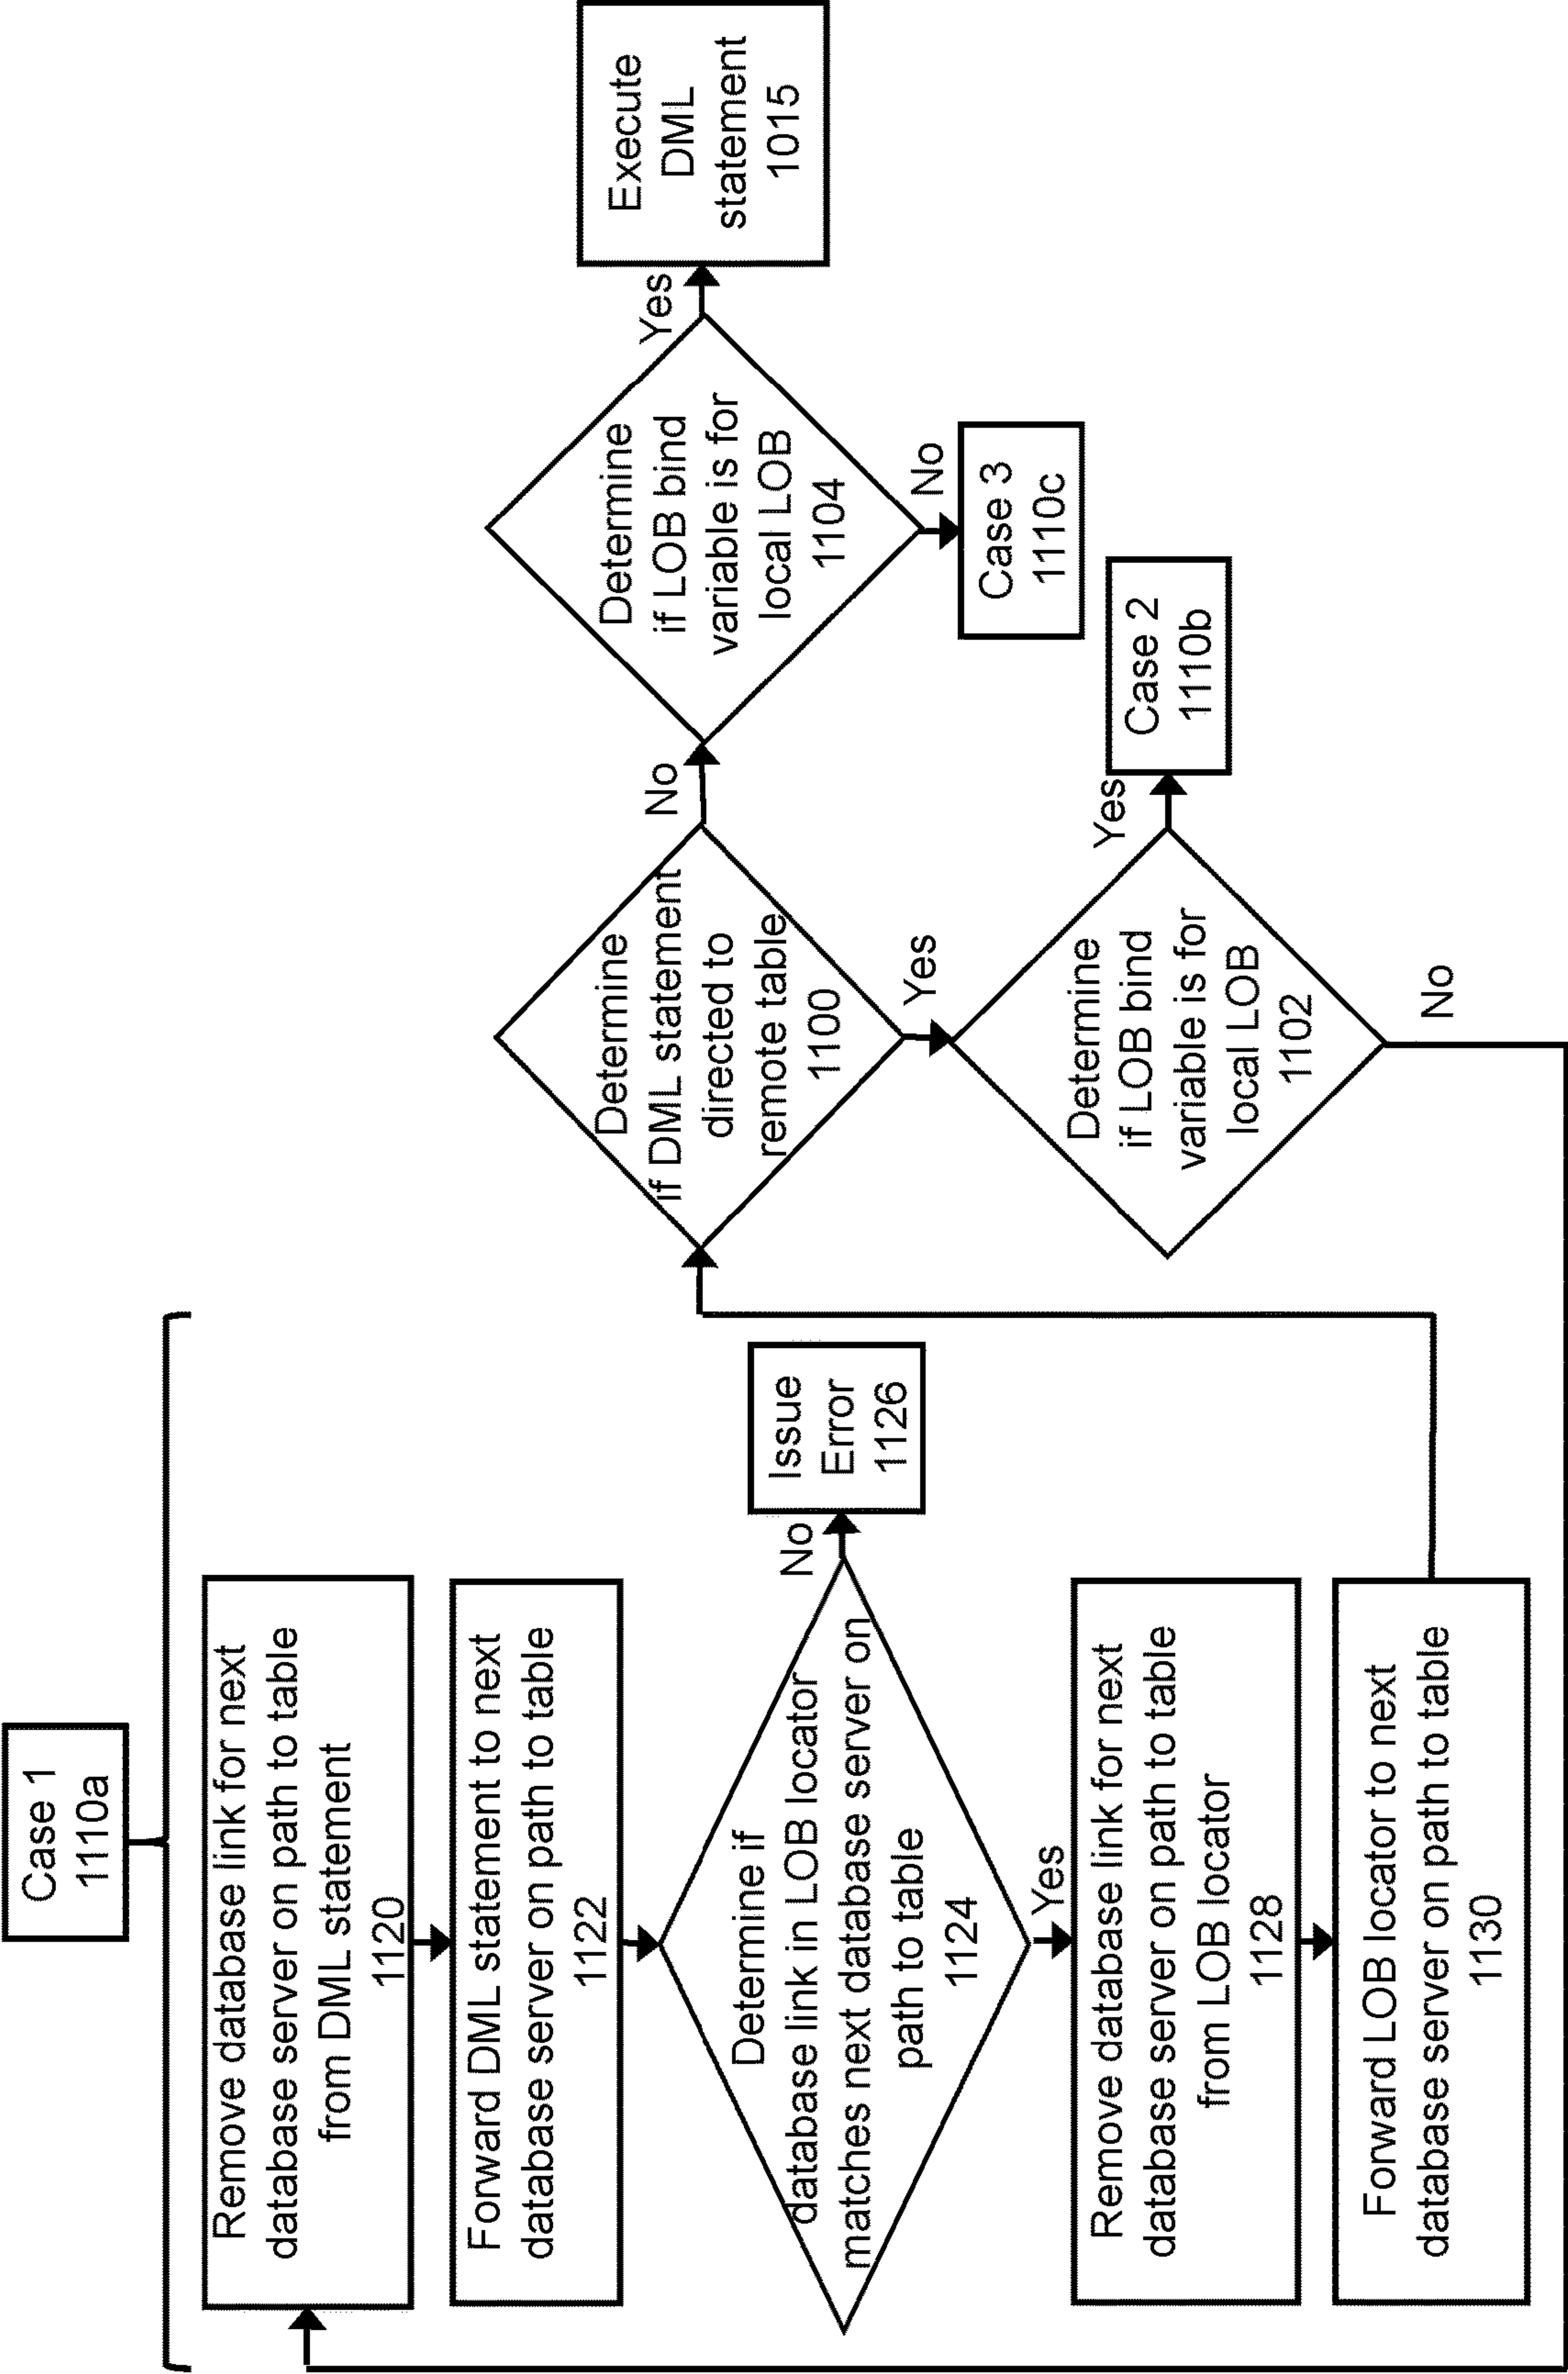 Case 1
1110a
Remove database link for next
database server on path to table
from DML statement
1120
Forward DML statement to next
database server on path to table
1122
Determine if
database link in LOB locator
matches next database server on
path to table
1124
No
Issue
Error
1126
Yes
Remove database link for next
database server on path to table
from LOB locator
1128
Forward LOB locator to next
database server on path to table
1130
Determine
if DML statement
directed to
remote table
1100
No
Yes
Determine
if LOB bind
variable is for
local LOB
1104
Yes
Execute
DML
statement
1015
No
Case 3
1110c
Determine
if LOB bind
variable is for
local LOB
1102
Yes
Case 2
1110b
No